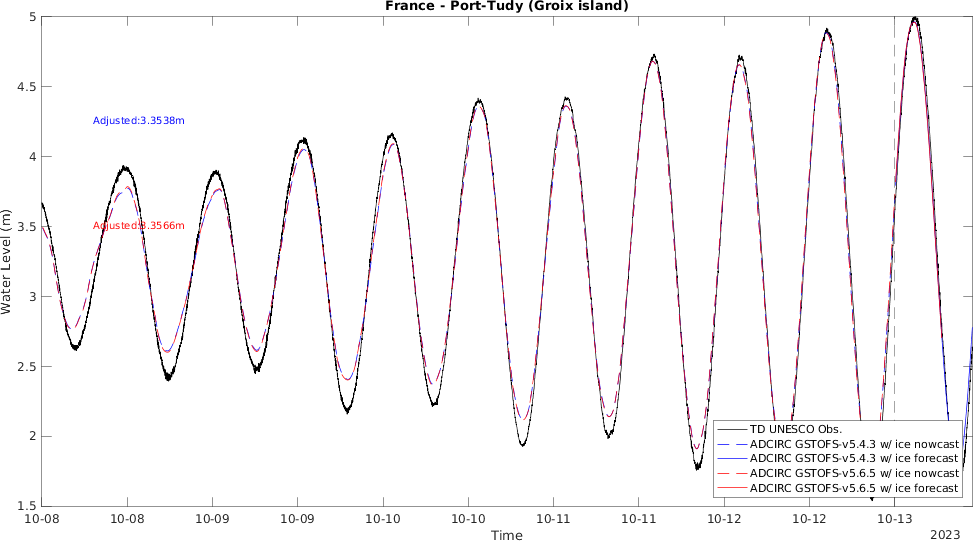 France - Port-Tudy (Groix island)
5
4.5
4
3.5
3
2.5
2
1.5
Water Level (m)
Adjusted:3.3538m
Adjusted:3.3566m
TD UNESCO Obs.
ADCIRC GSTOFS-v5.4.3 w/ ice nowcast
ADCIRC GSTOFS-v5.4.3 w/ ice forecast
ADCIRC GSTOFS-v5.6.5 w/ ice nowcast
ADCIRC GSTOFS-v5.6.5 w/ ice forecast
10-08 10-08 10-09 10-09 10-10 10-10 10-11 10-11 10-12 10-12 10-13
Time
2023